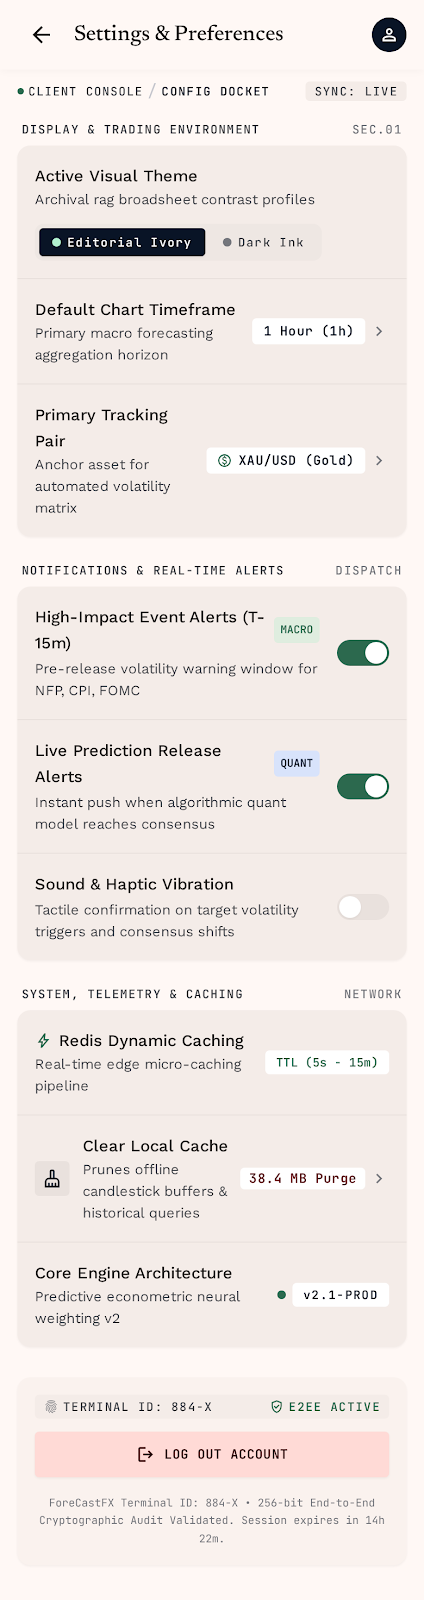 Settings & Preferences
CLIENT CONSOLE / CONFIG DOCKET
SYNC: LIVE
DISPLAY & TRADING ENVIRONMENT
SEC.01
Active Visual Theme
Archival rag broadsheet contrast profiles
Editorial Ivory
Dark Ink
Default Chart Timeframe
Primary macro forecasting
aggregation horizon
1 Hour (1h)
Primary Tracking
Pair
Anchor asset for
automated volatility
matrix
XAU/USD (Gold)
NOTIFICATIONS & REAL-TIME ALERTS
DISPATCH
High-Impact Event Alerts (T-
15m)
MACRO
Pre-release volatility warning window for
NFP, CPI, FOMC
Live Prediction Release
Alerts
QUANT
Instant push when algorithmic quant
model reaches consensus
Sound & Haptic Vibration
Tactile confirmation on target volatility
triggers and consensus shifts
SYSTEM, TELEMETRY & CACHING
NETWORK
Redis Dynamic Caching
Real-time edge micro-caching
pipeline
TTL (5s - 15m)
Clear Local Cache
Prunes offline
candlestick buffers &
historical queries
38.4 MB Purge
Core Engine Architecture
Predictive econometric neural
weighting v2
v2.1-PROD
TERMINAL ID: 884-X
E2EE ACTIVE
LOG OUT ACCOUNT
ForeCastFX Terminal ID: 884-X • 256-bit End-to-End
Cryptographic Audit Validated. Session expires in 14h
22m.